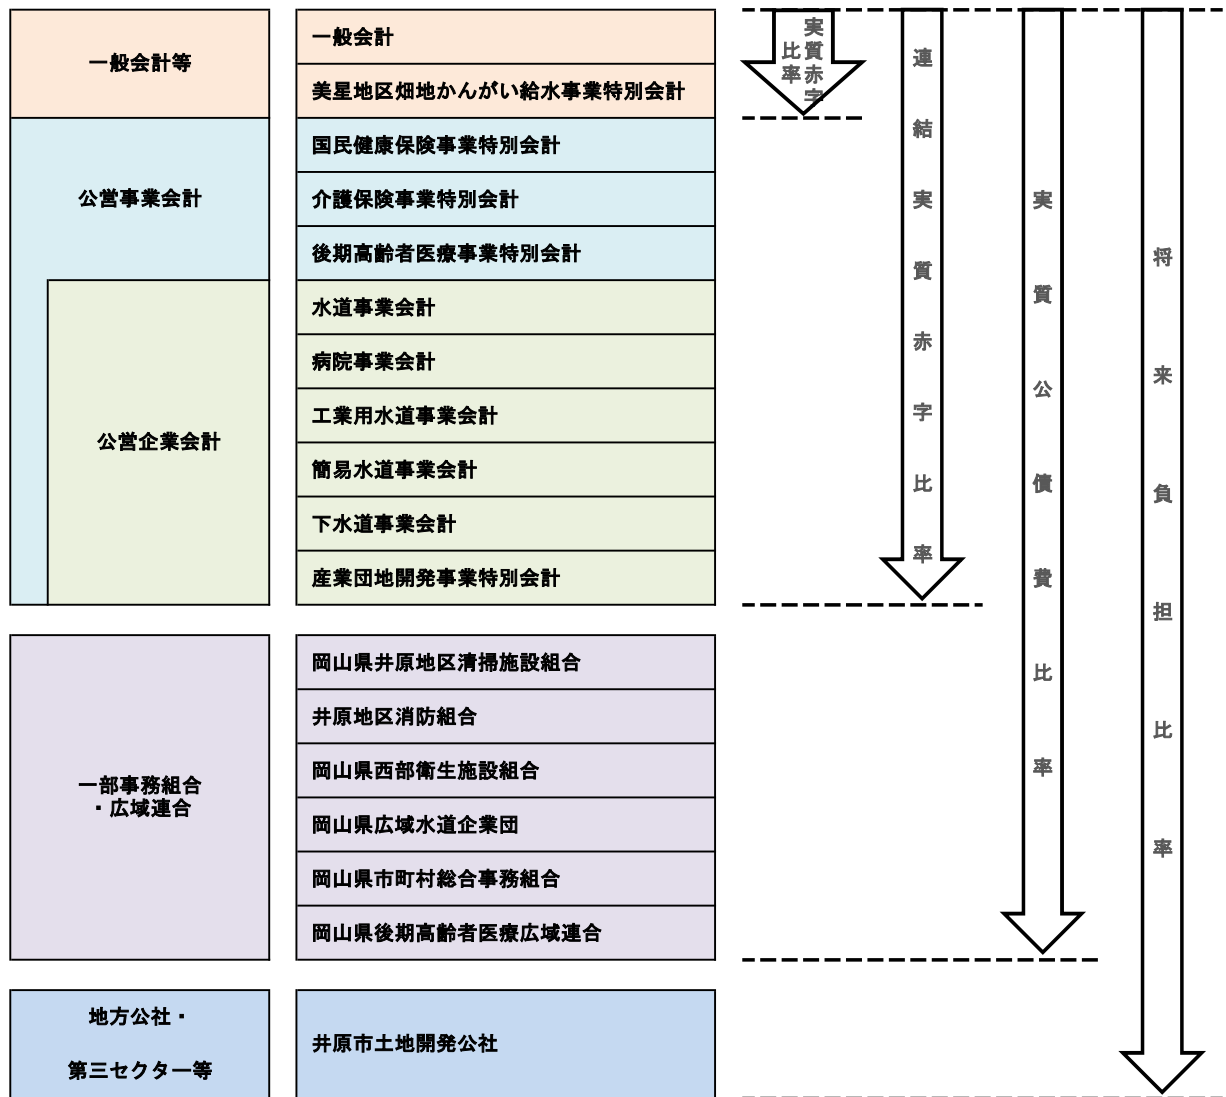 一般会計等
一般会計
美星地区畑地かんがい給水事業特別会計
公営事業会計
国民健康保険事業特別会計
介護保険事業特別会計
後期高齢者医療事業特別会計
公営企業会計
水道事業会計
病院事業会計
工業用水道事業会計
簡易水道事業会計
下水道事業会計
産業団地開発事業特別会計
一部事務組合
・広域連合
岡山県井原地区清掃施設組合
井原地区消防組合
岡山県西部衛生施設組合
岡山県広域水道企業団
岡山県市町村総合事務組合
岡山県後期高齢者医療広域連合
地方公社・
第三セクター等
井原市土地開発公社
実質赤字
比率
連結実質赤字比率
実質公債費比率
将来負担比率